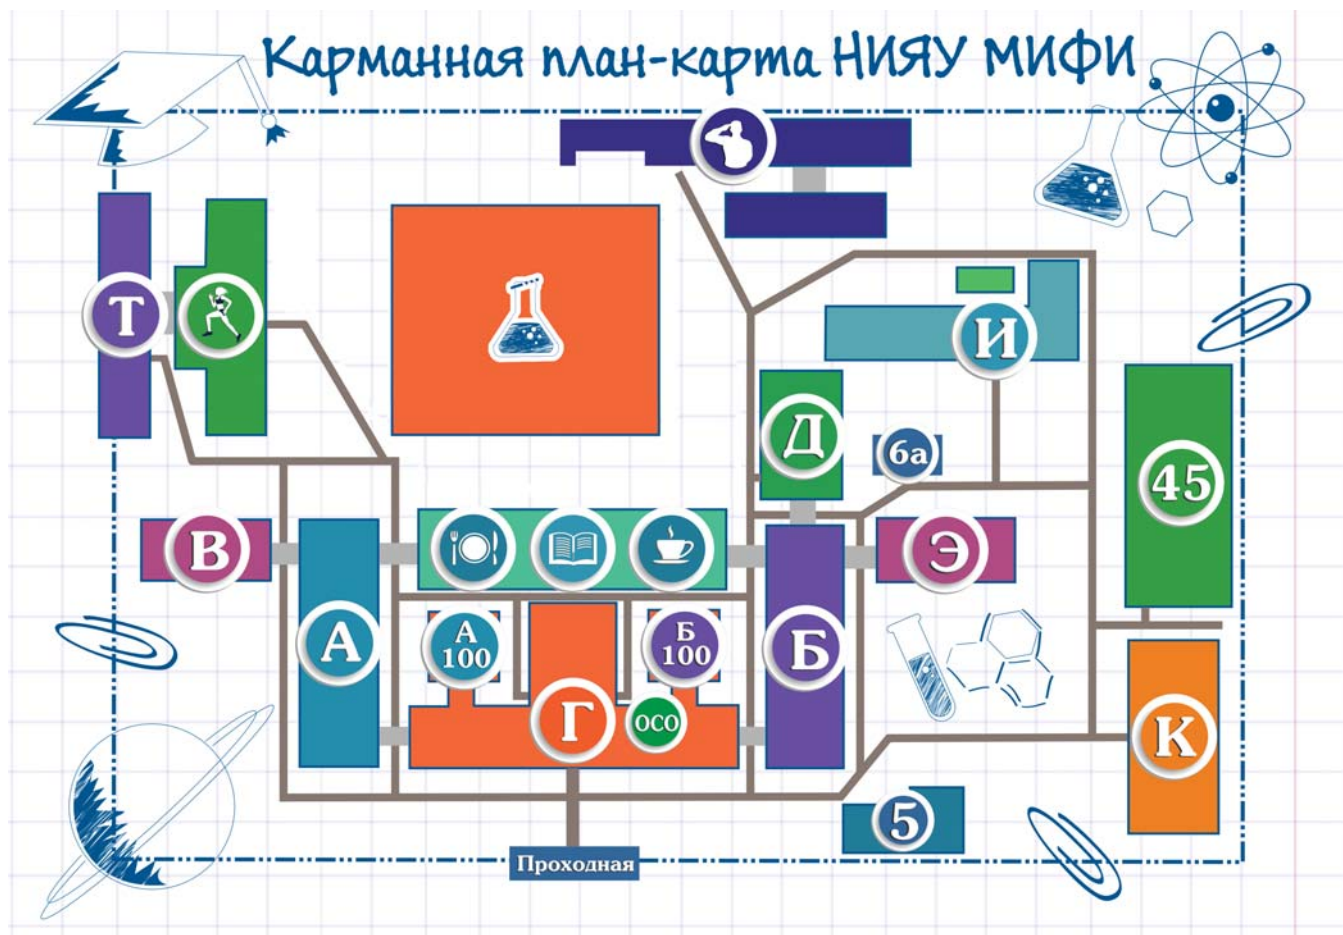 Карманная план-карта НИЯУ МИФИ
Т
И
Д
6а
45
В
Э
А
А
100
Б
100
Б
Г
ОСО
К
5
Проходная